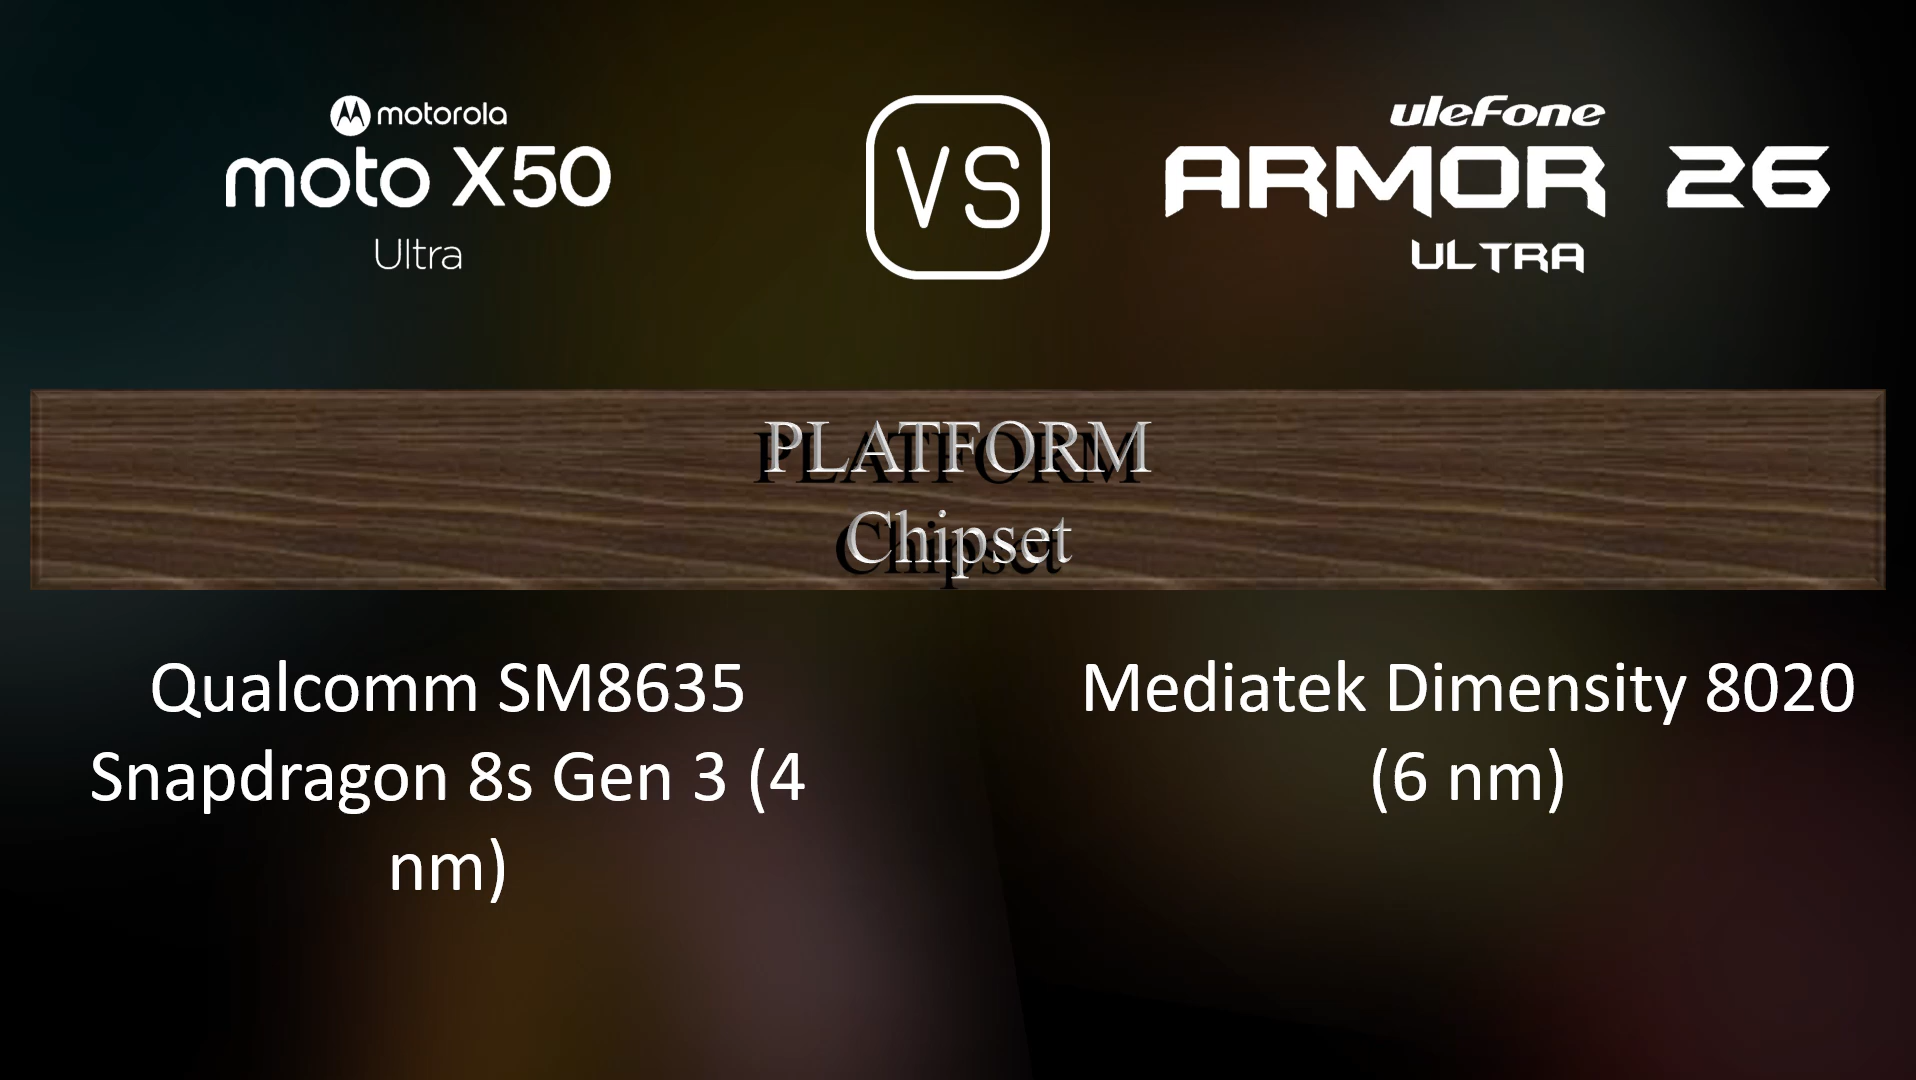 motorola
moto X50
Ultra
VS
uleFone
ARMOR 26
ULTRA
PLATFORM
Chipset
Qualcomm SM8635
Snapdragon 8s Gen 3 (4
nm)
Mediatek Dimensity 8020
(6 nm)